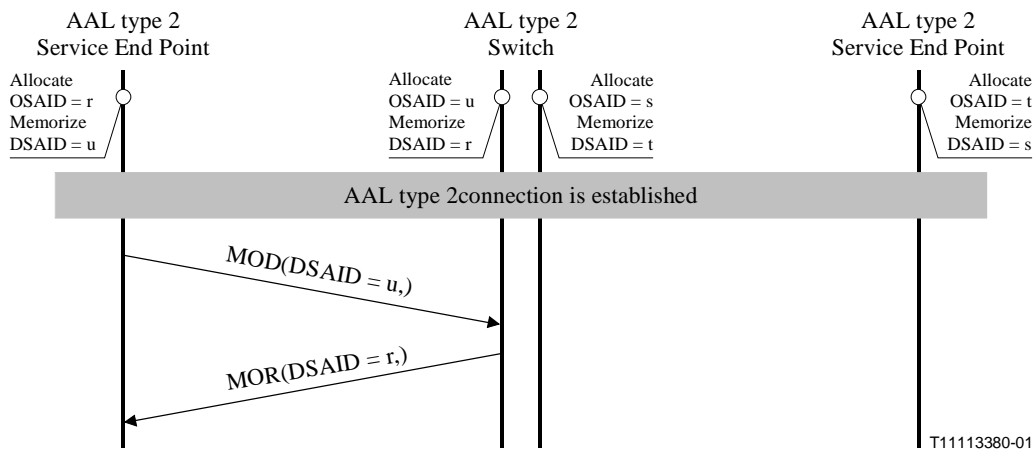 AAL type 2
Service End Point
AAL type 2
Switch
AAL type 2
Service End Point
Allocate
OSAID = r
Memorize
DSAID = u
Allocate
OSAID = u
Memorize
DSAID = r
Allocate
OSAID = s
Memorize
DSAID = t
Allocate
OSAID = t
Memorize
DSAID = s
AAL type 2connection is established
MOD(DSAID = u,)
MOR(DSAID = r,)
T11113380-01